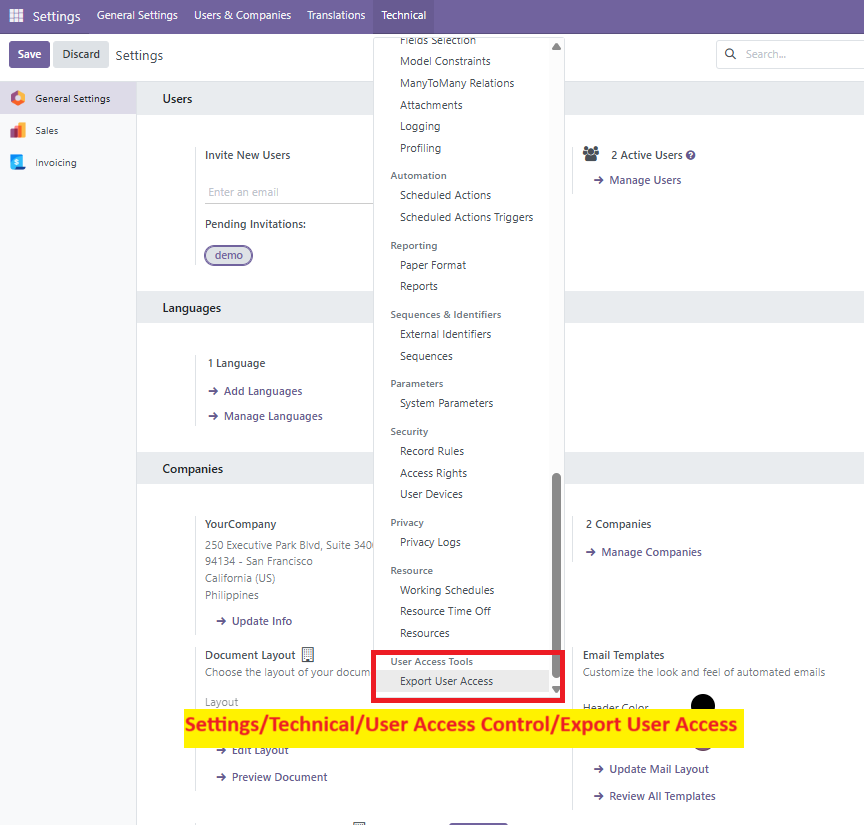 Settings General Settings Users & Companies Translations Technical
Save Discard Settings Search...
General Settings
Sales
Invoicing
Fields Selection
Model Constraints
ManyToMany Relations
Attachments
Logging
Profiling
Automation
Scheduled Actions
Scheduled Actions Triggers
Reporting
Paper Format
Reports
Sequences & Identifiers
External Identifiers
Sequences
Parameters
System Parameters
Security
Record Rules
Access Rights
User Devices
Privacy
Privacy Logs
Resource
Working Schedules
Resource Time Off
Resources
User Access Tools
Export User Access
Users
Invite New Users
Enter an email
Pending Invitations:
demo
2 Active Users ?
Manage Users
Languages
1 Language
Add Languages
Manage Languages
Companies
YourCompany
250 Executive Park Blvd, Suite 340
94134 - San Francisco
California (US)
Philippines
Update Info
2 Companies
Manage Companies
Document Layout
Choose the layout of your
Layout
Settings/Technical/User Access Control/Export User Access
Edit Layout
Preview Document
Email Templates
Customize the look and feel of automated emails
Header Color
Update Mail Layout
Review All Templates